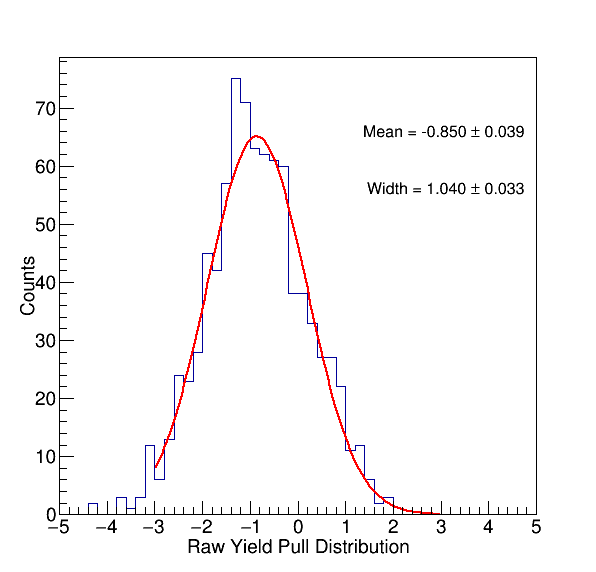 Mean = -0.850 ± 0.039
Width = 1.040 ± 0.033
Counts
70
60
50
40
30
20
10
0
−5 −4 −3 −2 −1 0 1 2 3 4 5
Raw Yield Pull Distribution